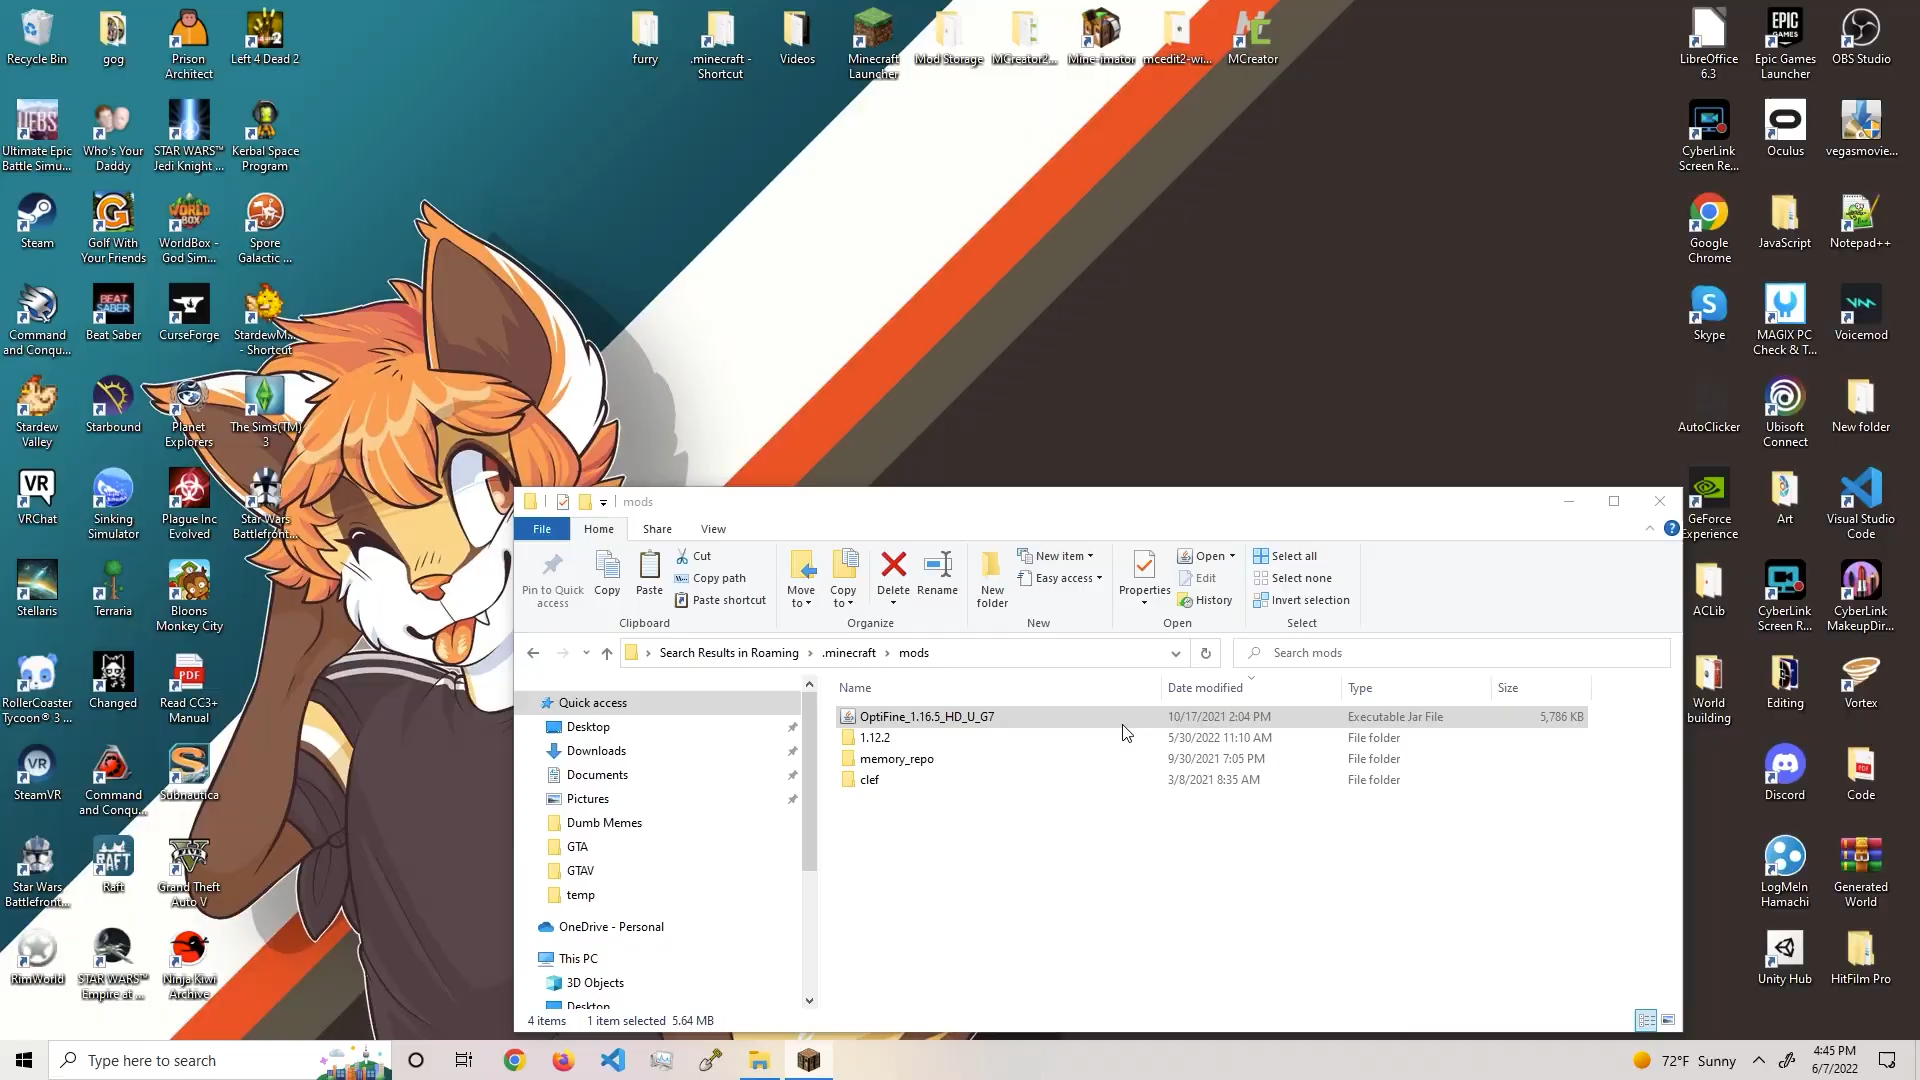 Recycle Bin
gog
Prison
Architect
Left 4 Dead 2
furry
.minecraft -
Shortcut
Videos
Minecraft
Launcher
Mod Storage
MCreator2...
Mine-imator
mcedit2-wi...
MCreator
LibreOffice
6.3
Epic Games
Launcher
OBS Studio
Ultimate Epic
Battle Simu...
Who's Your
Daddy
STAR WARS™
Jedi Knight ...
Kerbal Space
Program
CyberLink
Screen Re...
Oculus
vegasmovie...
Steam
Golf With
Your Friends
WorldBox -
God Sim...
Spore
Galactic ...
Google
Chrome
JavaScript
Notepad++
Command
and Conqu...
Beat Saber
CurseForge
StardewM...
- Shortcut
Skype
MAGIX PC
Check & T...
Voicemod
Stardew
Valley
Starbound
Planet
Explorers
The Sims(TM)
3
AutoClicker
Ubisoft
Connect
New folder
VRChat
Sinking
Simulator
Plague Inc
Evolved
Star Wars
Battlefront...
GeForce
Experience
Art
Visual Studio
Code
Stellaris
Terraria
Bloons
Monkey City
ACLib
CyberLink
Screen R...
CyberLink
MakeupDir...
RollerCoaster
Tycoon® 3 ...
Changed
Read CC3+
Manual
World
building
Editing
Vortex
SteamVR
Command
and Conqu...
Subnautica
Discord
Code
Star Wars
Battlefront...
Raft
Grand Theft
Auto V
LogMeIn
Hamachi
Generated
World
RimWorld
STAR WARS™
Empire at ...
Ninja Kiwi
Archive
Unity Hub
HitFilm Pro
mods
File
Home
Share
View
Pin to Quick
access
Copy
Paste
Cut
Copy path
Paste shortcut
Clipboard
Move
to
Copy
to
Delete
Rename
Organize
New
folder
New item
Easy access
New
Properties
Open
Edit
History
Open
Select all
Select none
Invert selection
Select
Search Results in Roaming
.minecraft
mods
Search mods
Name
Date modified
Type
Size
OptiFine_1.16.5_HD_U_G7
10/17/2021 2:04 PM
Executable Jar File
5,786 KB
1.12.2
5/30/2022 11:10 AM
File folder
memory_repo
9/30/2021 7:05 PM
File folder
clef
3/8/2021 8:35 AM
File folder
Quick access
Desktop
Downloads
Documents
Pictures
Dumb Memes
GTA
GTAV
temp
OneDrive - Personal
This PC
3D Objects
Desktop
4 items
1 item selected 5.64 MB
Type here to search
72°F Sunny
4:45 PM
6/7/2022